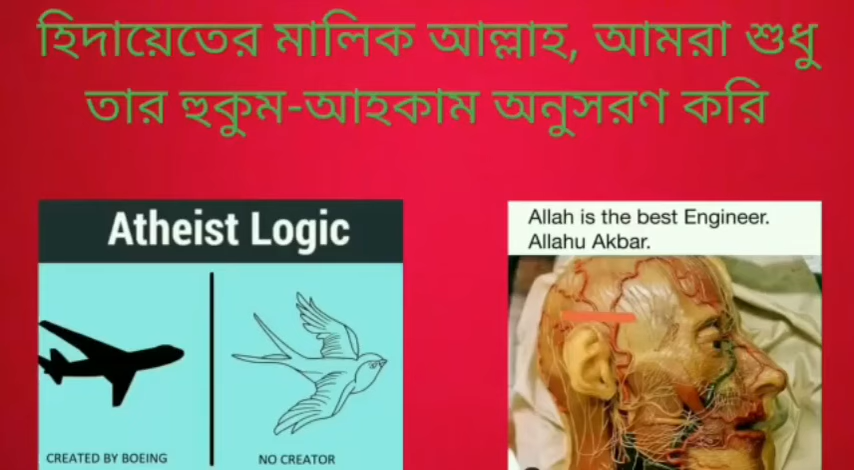 হিদায়েতের মালিক আল্লাহ, আমরা শুধু
তার হুকুম-আহকাম অনুসরণ করি
Atheist Logic
CREATED BY BOEING
NO CREATOR
Allah is the best Engineer.
Allahu Akbar.